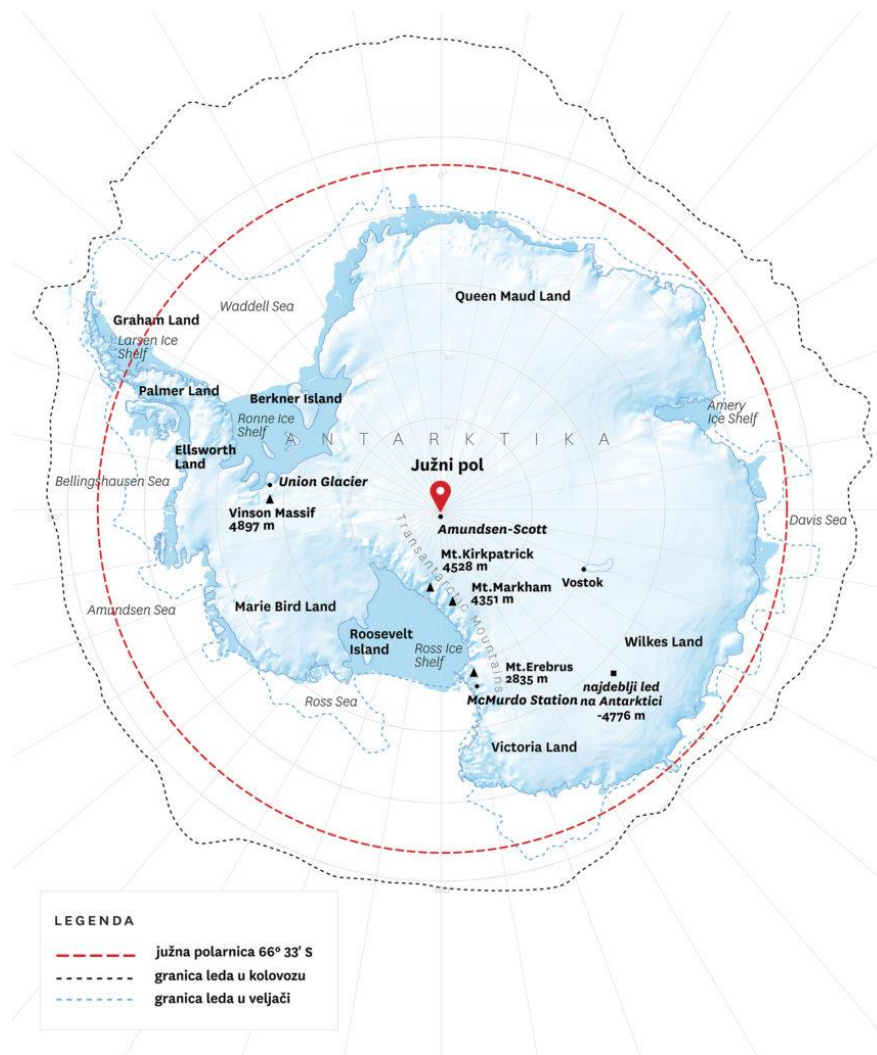 0°
Queen Maud Land
Waddell Sea
Graham Land
Larsen Ice
Shelf
Palmer Land
Berkner Island
Ronne Ice
Shelf
Amery
Ice Shelf
ANTARKTIKA
Ellsworth
Land
Južni pol
Bellingshausen Sea
Union Glacier
Vinson Massif
4897 m
Amundsen-Scott
Davis Sea
Transantarctic Mountains
Mt.Kirkpatrick
4528 m
Vostok
Mt.Markham
4351 m
Amundsen Sea
Marie Bird Land
Roosevelt
Island
Ross Ice
Shelf
Wilkes Land
Mt.Erebrus
2835 m
McMurdo Station
najdeblji led
na Antarktici
-4776 m
Ross Sea
Victoria Land
LEGENDA
južna polarnica 66° 33' S
granica leda u kolovozu
granica leda u veljači